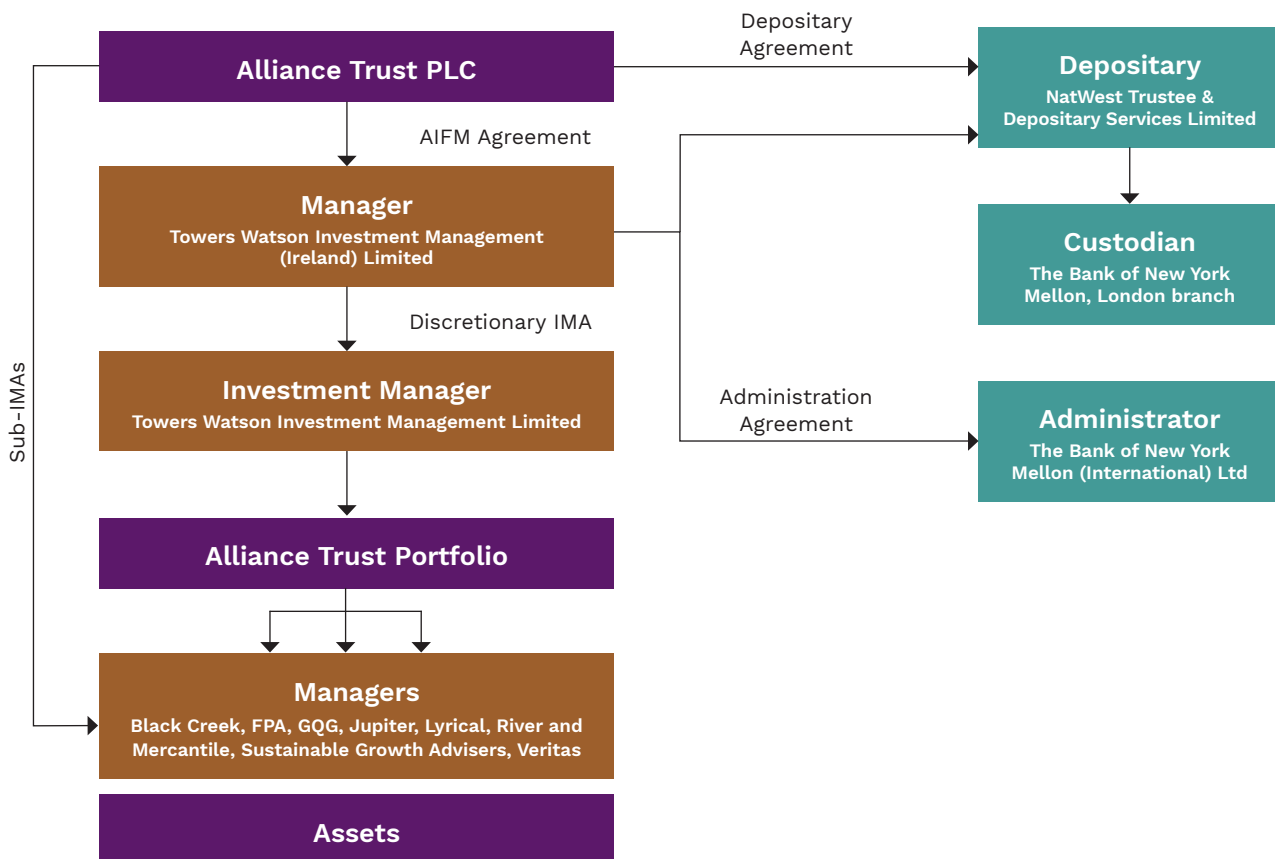 Alliance Trust PLC
Depositary
Agreement
Depositary
NatWest Trustee &
Depositary Services Limited
AIFM Agreement
Manager
Towers Watson Investment Management
(Ireland) Limited
Custodian
The Bank of New York
Mellon, London branch
Discretionary IMA
Investment Manager
Towers Watson Investment Management Limited
Administration
Agreement
Administrator
The Bank of New York
Mellon (International) Ltd
Sub-IMAs
Alliance Trust Portfolio
Managers
Black Creek, FPA, GQG, Jupiter, Lyrical, River and
Mercantile, Sustainable Growth Advisers, Veritas
Assets